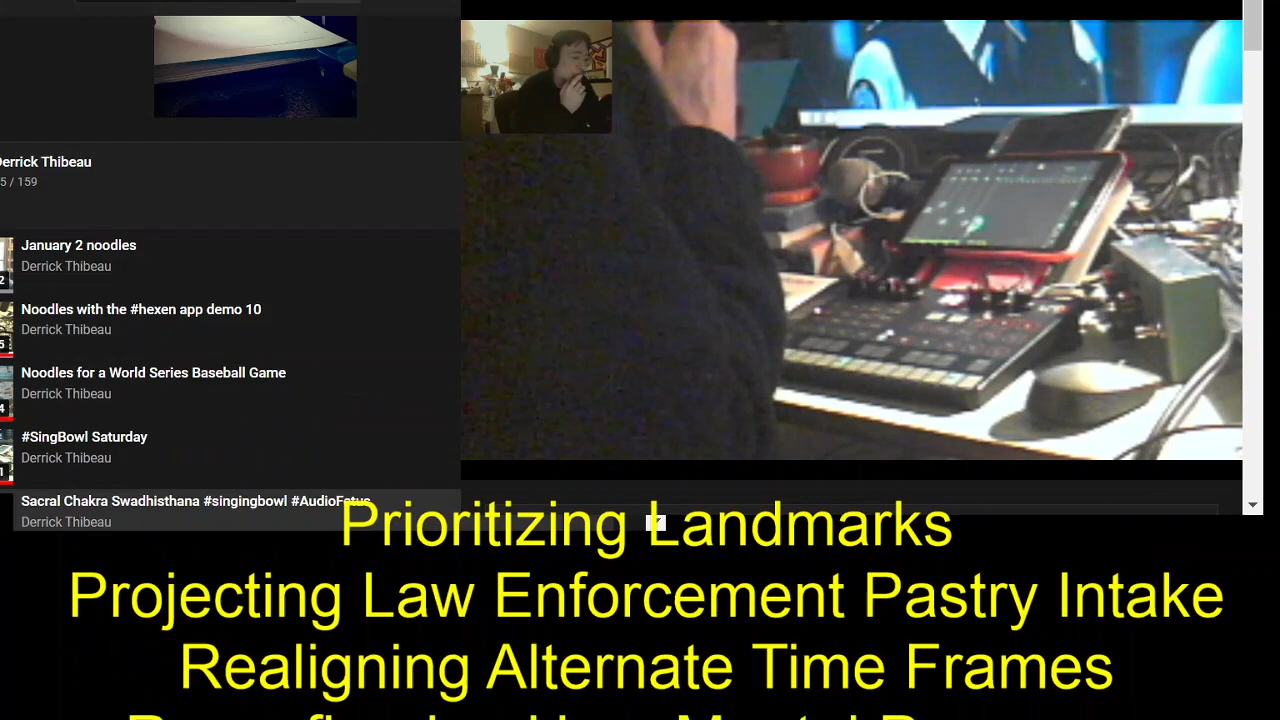 Derrick Thibeau
5 / 159
January 2 noodles
Derrick Thibeau
Noodles with the #hexen app demo 10
Derrick Thibeau
Noodles for a World Series Baseball Game
Derrick Thibeau
#SingBowl Saturday
Derrick Thibeau
Sacral Chakra Swadhisthana #singingbowl #AudioFetus
Derrick Thibeau
Prioritizing Landmarks
Projecting Law Enforcement Pastry Intake
Realigning Alternate Time Frames